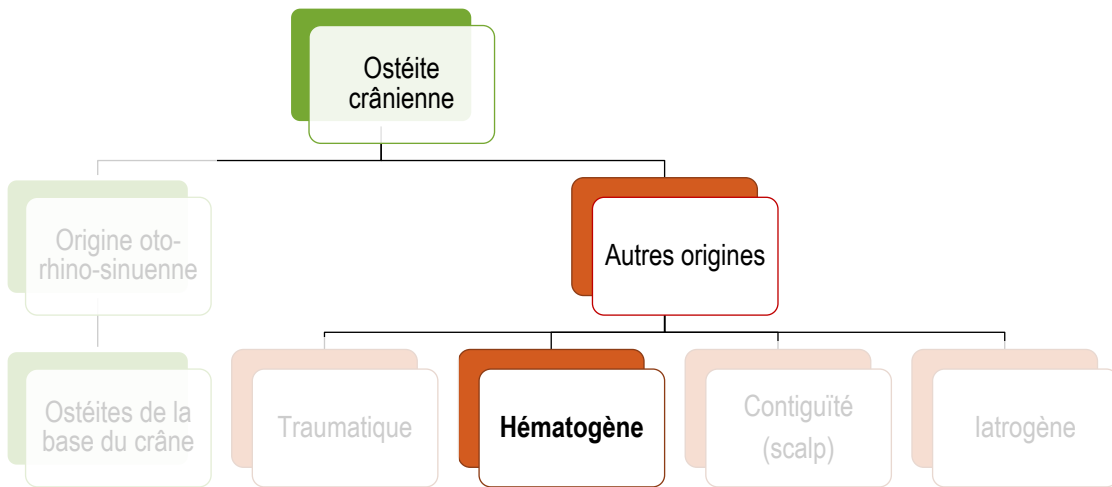 Ostéite
crânienne
Origine oto-
rhino-sinuenne
Autres origines
Ostéites de la
base du crâne
Traumatique
Hématogène
Contiguïté
(scalp)
Iatrogène